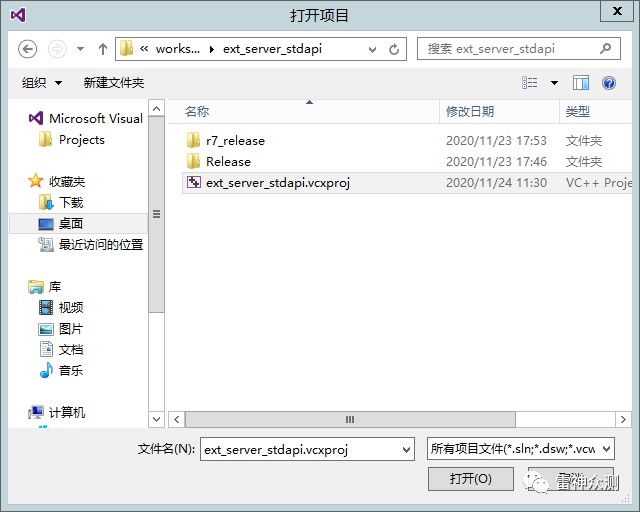 打开项目
« works... ▸ ext_server_stdapi
搜索 ext_server_stdapi
组织 新建文件夹
名称 修改日期 类型
Microsoft Visual
Projects
收藏夹
下载
桌面
最近访问的位置
库
视频
图片
文档
音乐
计算机
r7_release 2020/11/23 17:53 文件夹
Release 2020/11/23 17:46 文件夹
ext_server_stdapi.vcxproj 2020/11/24 11:30 VC++ Proje
文件名(N): ext_server_stdapi.vcxproj 所有项目文件(*.sln;*.dsw;*.vcw
打开(O)
雷神众测